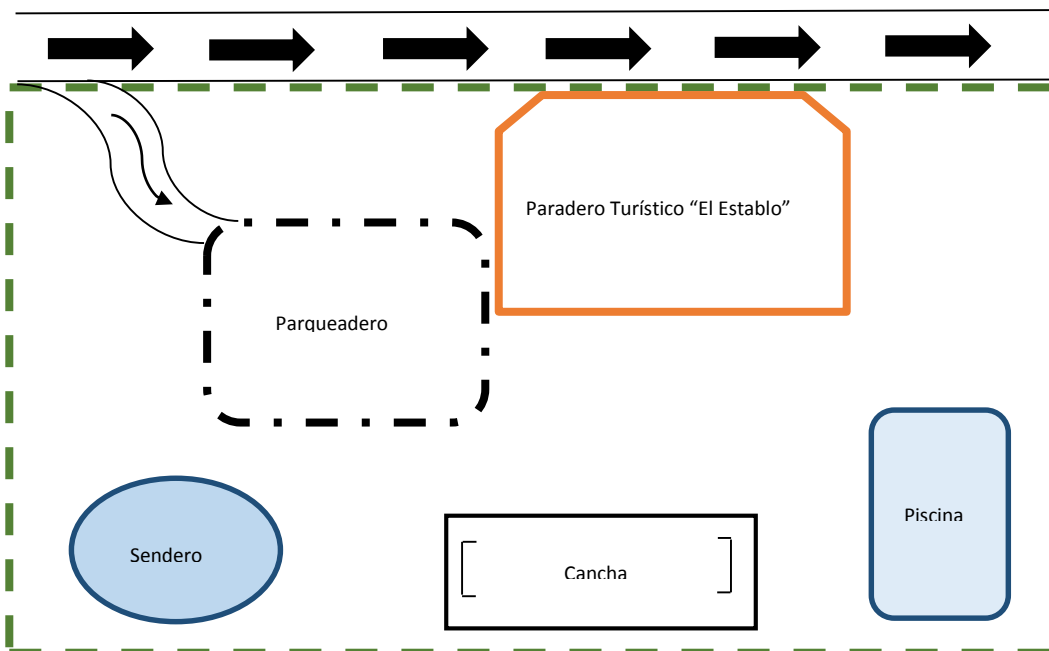 Paradero Turístico “El Establo”
Parqueadero
Piscina
Sendero
Cancha